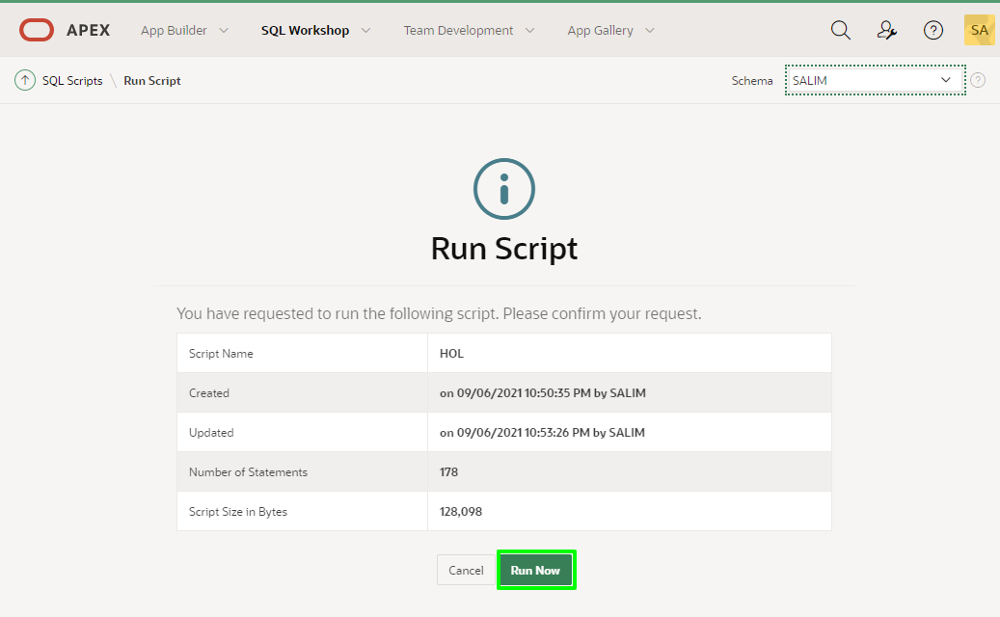 APEX App Builder SQL Workshop Team Development App Gallery ? SA
SQL Scripts \ Run Script Schema SALIM ?
Run Script
You have requested to run the following script. Please confirm your request.
Script Name HOL
Created on 09/06/2021 10:50:35 PM by SALIM
Updated on 09/06/2021 10:53:26 PM by SALIM
Number of Statements 178
Script Size in Bytes 128,098
Cancel Run Now